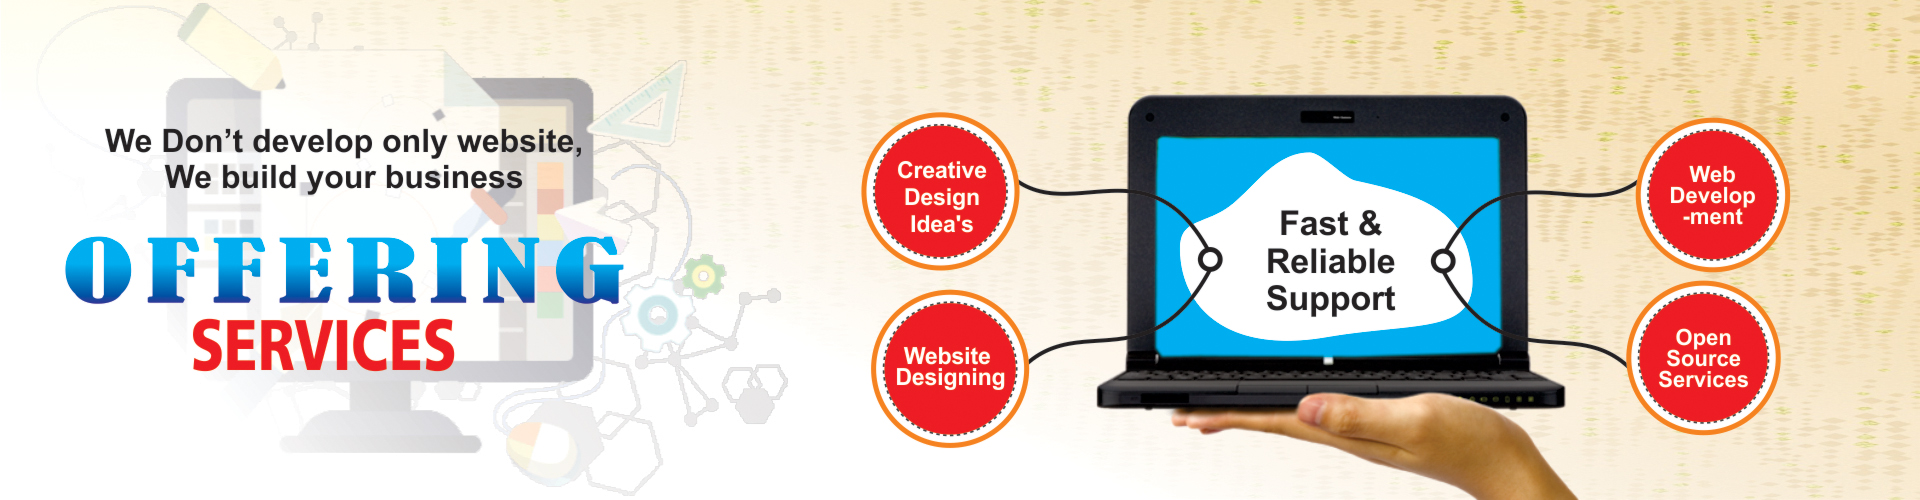 We Don’t develop only website,
We build your business
OFFERING
SERVICES
Creative
Design
Idea's
Website
Designing
Fast &
Reliable
Support
Web
Develop
-ment
Open
Source
Services